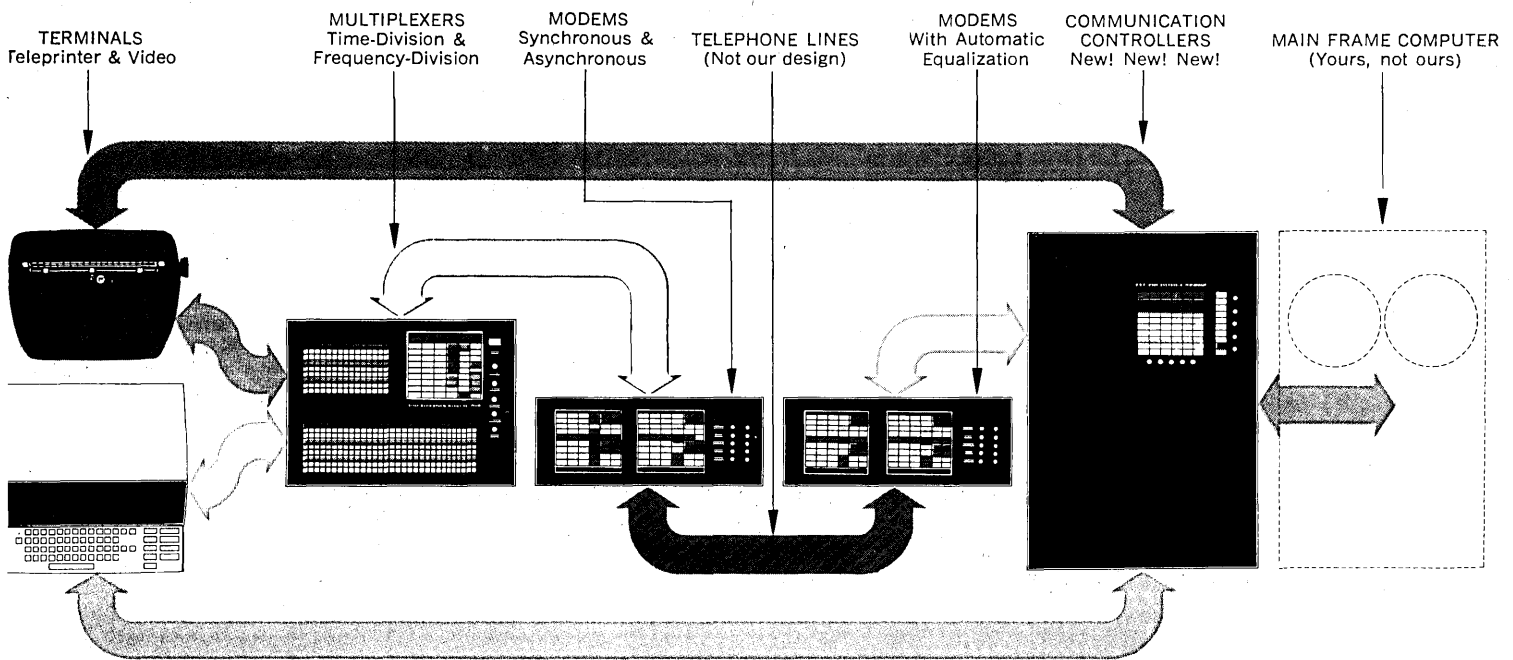 TERMINALS
Teleprinter & Video
MULTIPLEXERS
Time-Division &
Frequency-Division
MODEMS
Synchronous &
Asynchronous
TELEPHONE LINES
(Not our design)
MODEMS
With Automatic
Equalization
COMMUNICATION
CONTROLLERS
New! New! New!
MAIN FRAME COMPUTER
(Yours, not ours)